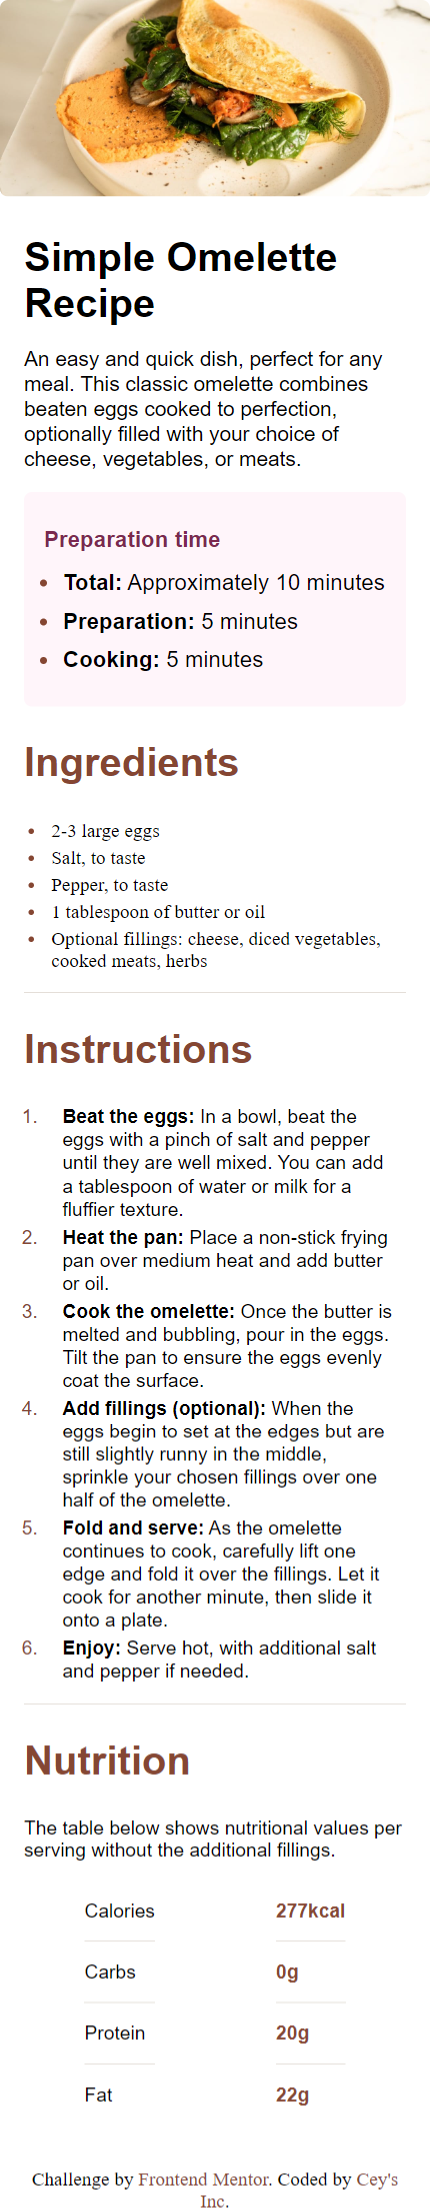 Simple Omelette
Recipe
An easy and quick dish, perfect for any
meal. This classic omelette combines
beaten eggs cooked to perfection,
optionally filled with your choice of
cheese, vegetables, or meats.
Preparation time
• Total: Approximately 10 minutes
• Preparation: 5 minutes
• Cooking: 5 minutes
Ingredients
• 2-3 large eggs
• Salt, to taste
• Pepper, to taste
• 1 tablespoon of butter or oil
• Optional fillings: cheese, diced vegetables,
cooked meats, herbs
Instructions
1. Beat the eggs: In a bowl, beat the
eggs with a pinch of salt and pepper
until they are well mixed. You can add
a tablespoon of water or milk for a
fluffier texture.
2. Heat the pan: Place a non-stick frying
pan over medium heat and add butter
or oil.
3. Cook the omelette: Once the butter is
melted and bubbling, pour in the eggs.
Tilt the pan to ensure the eggs evenly
coat the surface.
4. Add fillings (optional): When the
eggs begin to set at the edges but are
still slightly runny in the middle,
sprinkle your chosen fillings over one
half of the omelette.
5. Fold and serve: As the omelette
continues to cook, carefully lift one
edge and fold it over the fillings. Let it
cook for another minute, then slide it
onto a plate.
6. Enjoy: Serve hot, with additional salt
and pepper if needed.
Nutrition
The table below shows nutritional values per
serving without the additional fillings.
Calories 277kcal
Carbs 0g
Protein 20g
Fat 22g
Challenge by Frontend Mentor. Coded by Cey's
Inc.